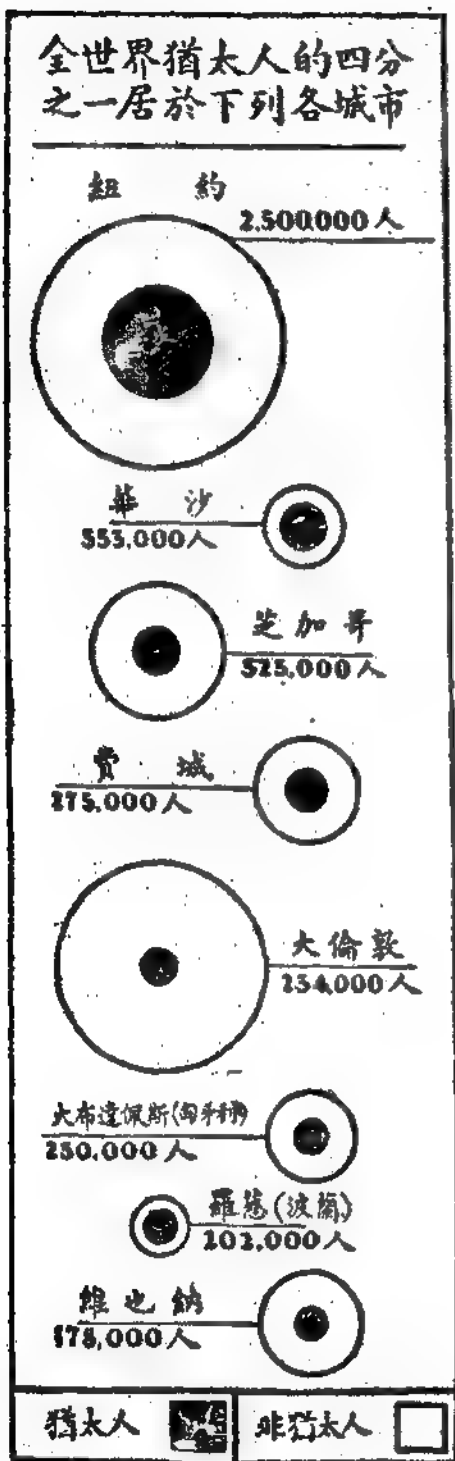 全世界猶太人的四分
之一居於下列各城市
紐約
2.500.000人
華沙
353,000人
芝加哥
325,000人
費城
275,000人
大倫敦
234,000人
大布達佩斯(匈牙利)
250.000人
羅慈(波蘭)
202,000人
維也納
178,000人
猶太人
非猶太人